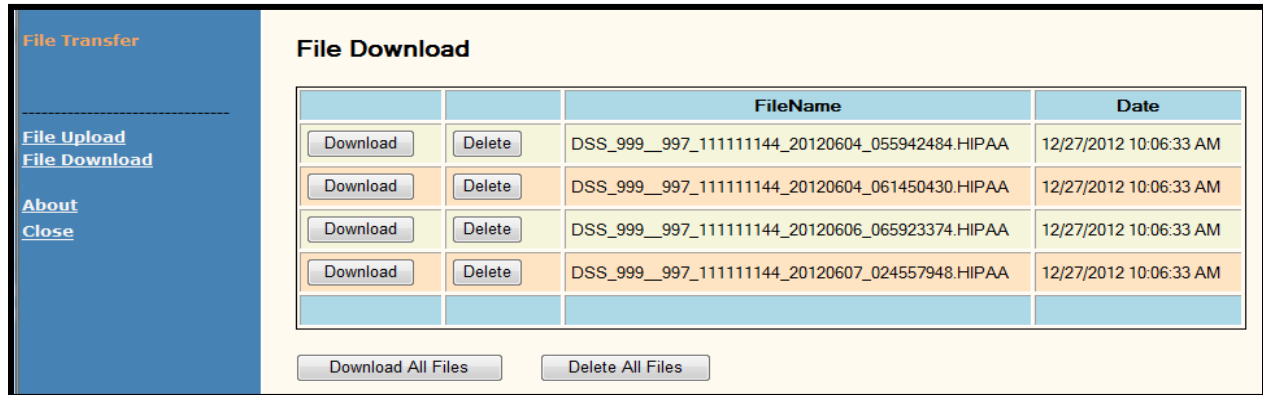 File Transfer
--------------------------------
File Upload
File Download
About
Close
File Download
FileName Date
Download Delete DSS_999__997_111111144_20120604_055942484.HIPAA 12/27/2012 10:06:33 AM
Download Delete DSS_999__997_111111144_20120604_061450430.HIPAA 12/27/2012 10:06:33 AM
Download Delete DSS_999__997_111111144_20120606_065923374.HIPAA 12/27/2012 10:06:33 AM
Download Delete DSS_999__997_111111144_20120607_024557948.HIPAA 12/27/2012 10:06:33 AM
Download All Files Delete All Files